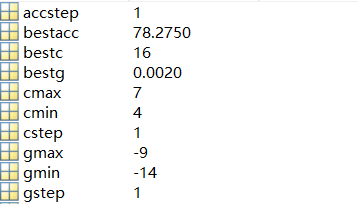 accstep 1
bestacc 78.2750
bestc 16
bestg 0.0020
cmax 7
cmin 4
cstep 1
gmax -9
gmin -14
gstep 1